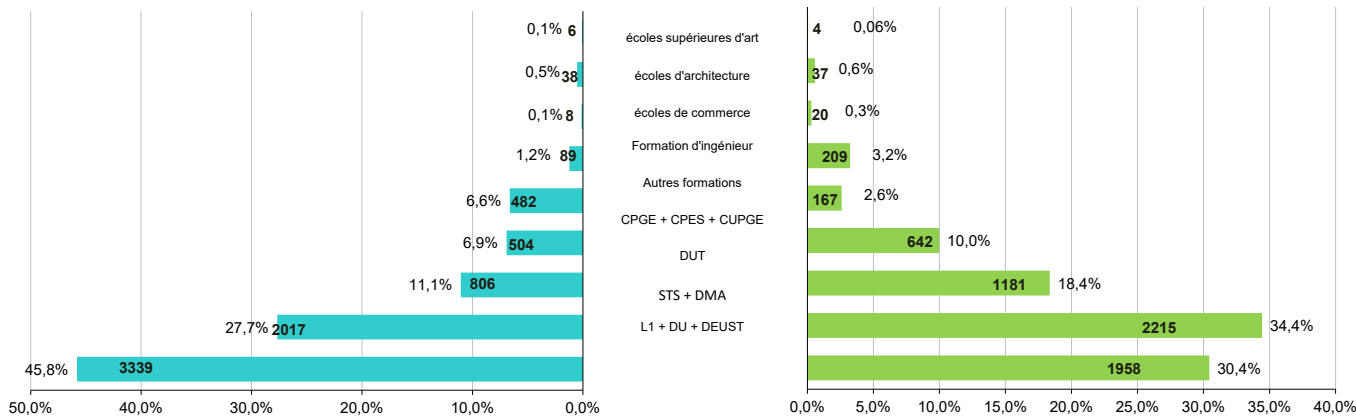 0,1% 6 écoles supérieures d'art 4 0,06%
0,5% 38 écoles d'architecture 37 0,6%
0,1% 8 écoles de commerce 20 0,3%
Formation d'ingénieur
1,2% 89 209 3,2%
Autres formations
6,6% 482 167 2,6%
CPGE + CPES + CUPGE
6,9% 504 642 10,0%
DUT
11,1% 806 1181 18,4%
STS + DMA
27,7% 2017 L1 + DU + DEUST 2215 34,4%
45,8% 3339 1958 30,4%
50,0% 40,0% 30,0% 20,0% 10,0% 0,0% 0,0% 5,0% 10,0% 15,0% 20,0% 25,0% 30,0% 35,0% 40,0%